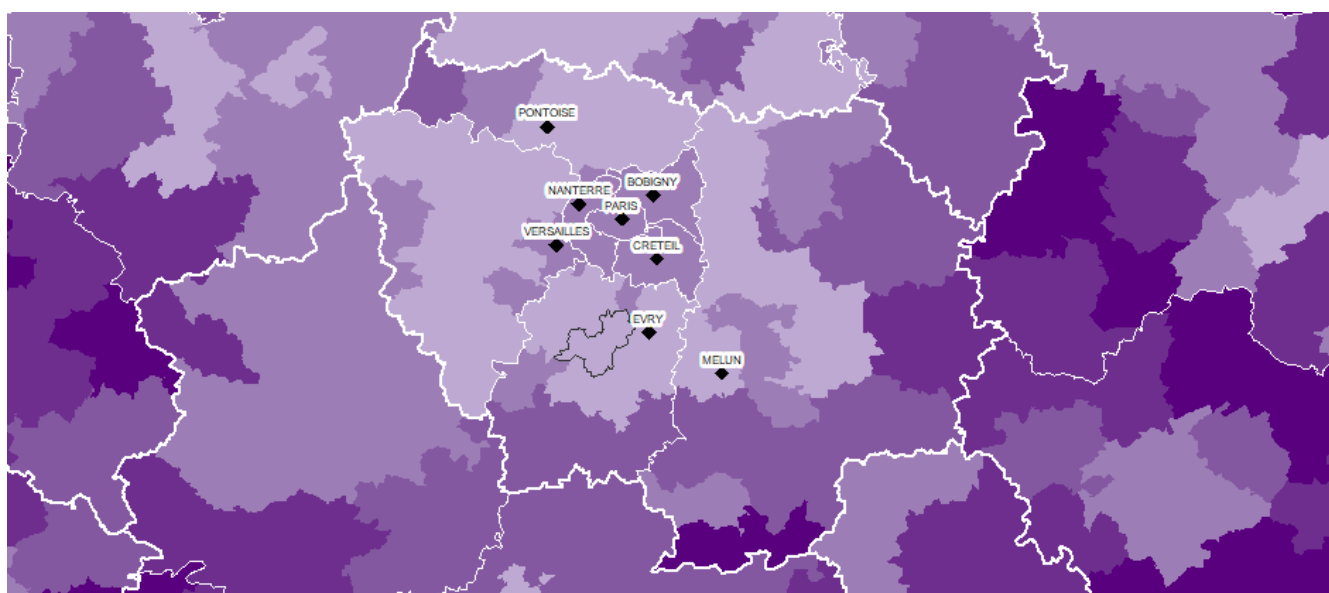 PONTOISE
BOBIGNY
NANTERRE
PARIS
VERSAILLES
CRETEIL
EVRY
MELUN